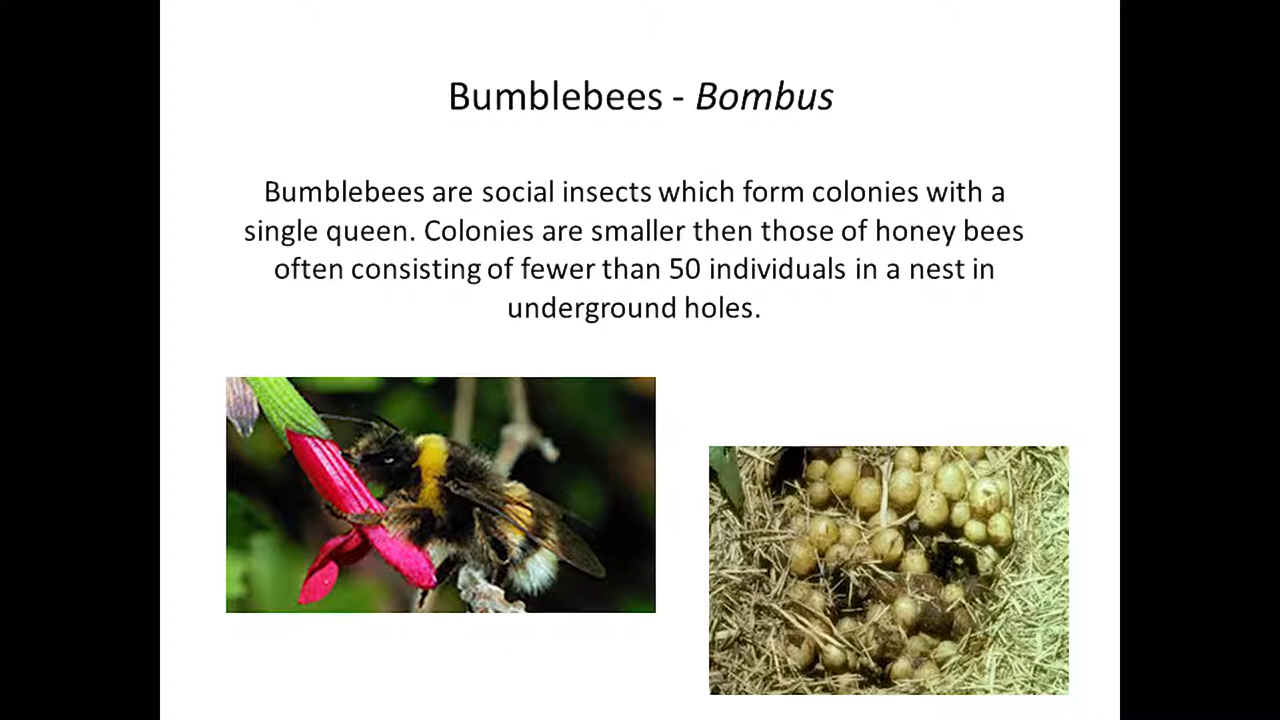 Bumblebees - Bombus
Bumblebees are social insects which form colonies with a
single queen. Colonies are smaller then those of honey bees
often consisting of fewer than 50 individuals in a nest in
underground holes.